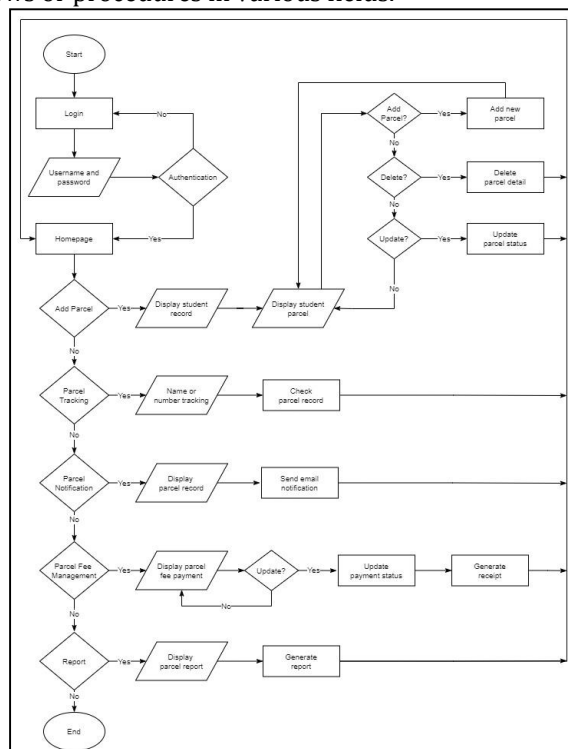 procedures in various fields.
Start
Login
No
Username and
password
Authentication
Yes
Homepage
Add
Parcel?
Yes
Add new
parcel
No
Delete?
Yes
Delete
parcel detail
No
Update?
Yes
Update
parcel status
No
Add Parcel
Yes
Display student
record
Display student
parcel
No
Parcel
Tracking
Yes
Name or
number tracking
Check
parcel record
No
Parcel
Notification
Yes
Display
parcel record
Send email
notification
No
Parcel Fee
Management
Yes
Display parcel
fee payment
Update?
Yes
Update
payment status
Generate
receipt
No
No
Report
Yes
Display
parcel report
Generate
report
No
End